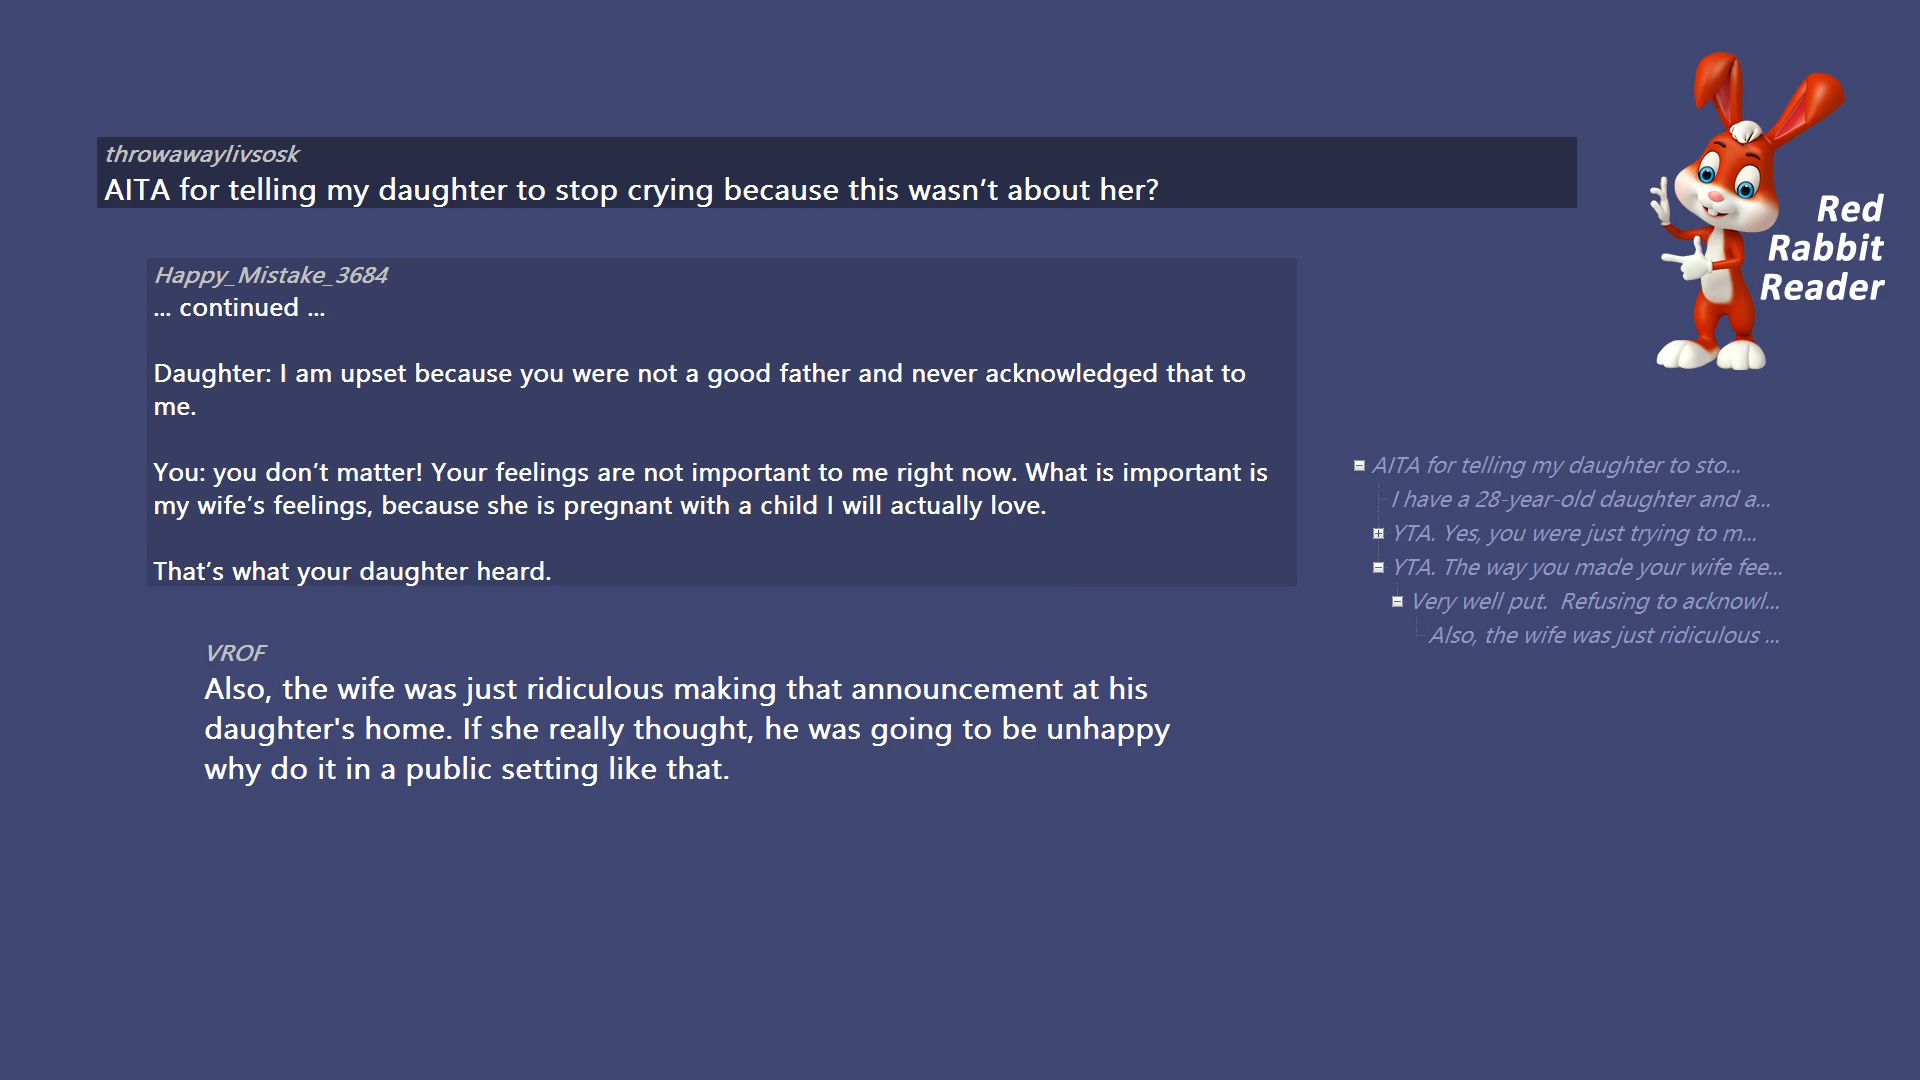 throwawaylivsosk
AITA for telling my daughter to stop crying because this wasn’t about her?
Happy_Mistake_3684
... continued ...
Daughter: I am upset because you were not a good father and never acknowledged that to
me.
You: you don’t matter! Your feelings are not important to me right now. What is important is
my wife’s feelings, because she is pregnant with a child I will actually love.
That’s what your daughter heard.
VROF
Also, the wife was just ridiculous making that announcement at his
daughter's home. If she really thought, he was going to be unhappy
why do it in a public setting like that.
Red
Rabbit
Reader
AITA for telling my daughter to sto...
I have a 28-year-old daughter and a...
YTA. Yes, you were just trying to m...
YTA. The way you made your wife fee...
Very well put.  Refusing to acknowl...
Also, the wife was just ridiculous ...